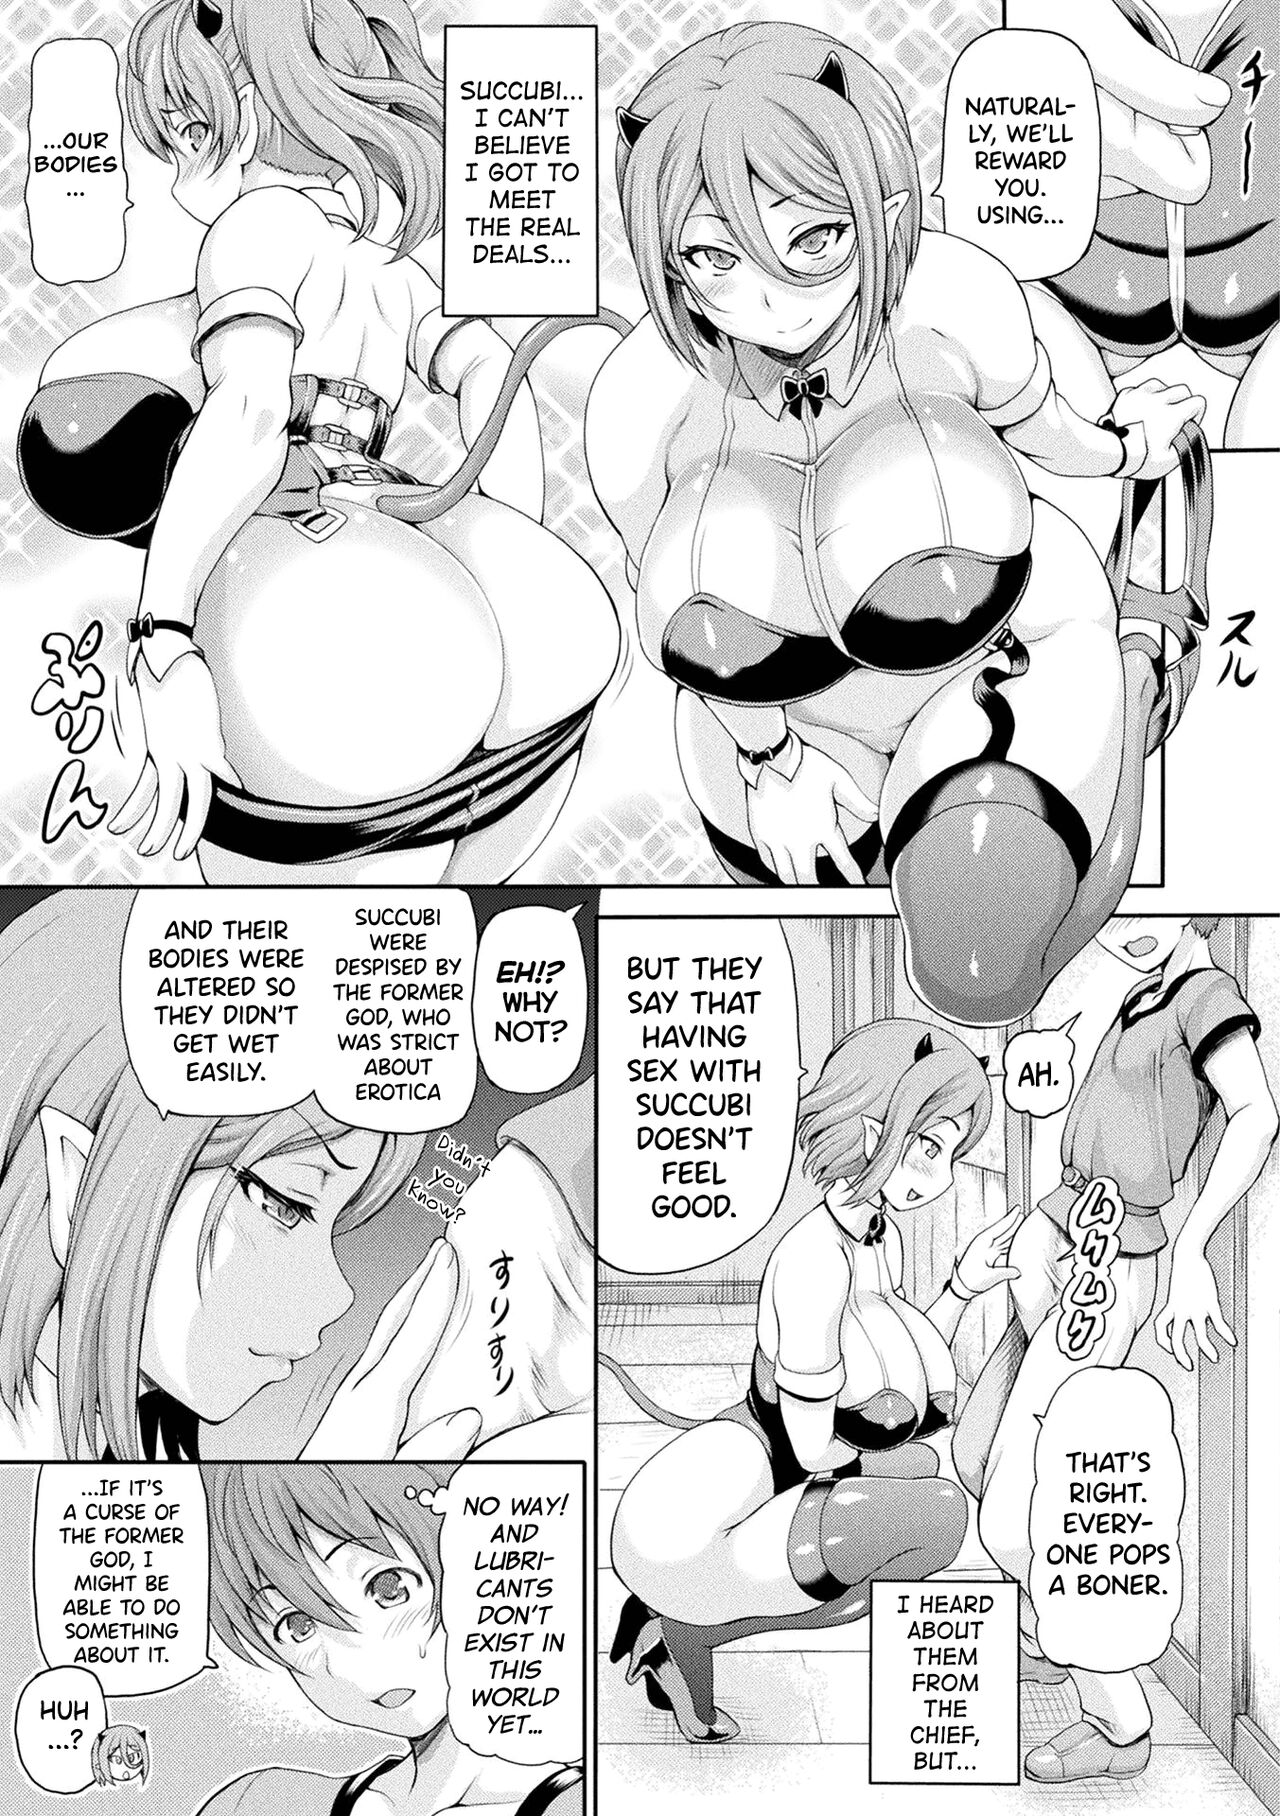 チー
NATURAL-
LY, WE'LL
REWARD
YOU.
USING...
スル
SUCCUBI...
I CAN'T
BELIEVE
I GOT TO
MEET
THE REAL
DEALS...
...OUR
BODIES
...
ぷりん
BUT THEY
SAY THAT
HAVING
SEX WITH
SUCCUBI
DOESN'T
FEEL
GOOD.
AH.
ムクムク
THAT'S
RIGHT.
EVERY-
ONE POPS
A BONER.
I HEARD
ABOUT
THEM
FROM
THE
CHIEF,
BUT...
EH!?
WHY
NOT?
SUCCUBI
WERE
DESPISED BY
THE FORMER
GOD, WHO
WAS STRICT
ABOUT
EROTICA
AND THEIR
BODIES WERE
ALTERED SO
THEY DIDN'T
GET WET
EASILY.
Didn't
you
know?
すりすり
NO WAY!
AND
LUBRI-
CANTS
DON'T
EXIST IN
THIS
WORLD
YET...
...IF IT'S
A CURSE OF
THE FORMER
GOD, I
MIGHT BE
ABLE TO DO
SOMETHING
ABOUT IT.
HUH
...?